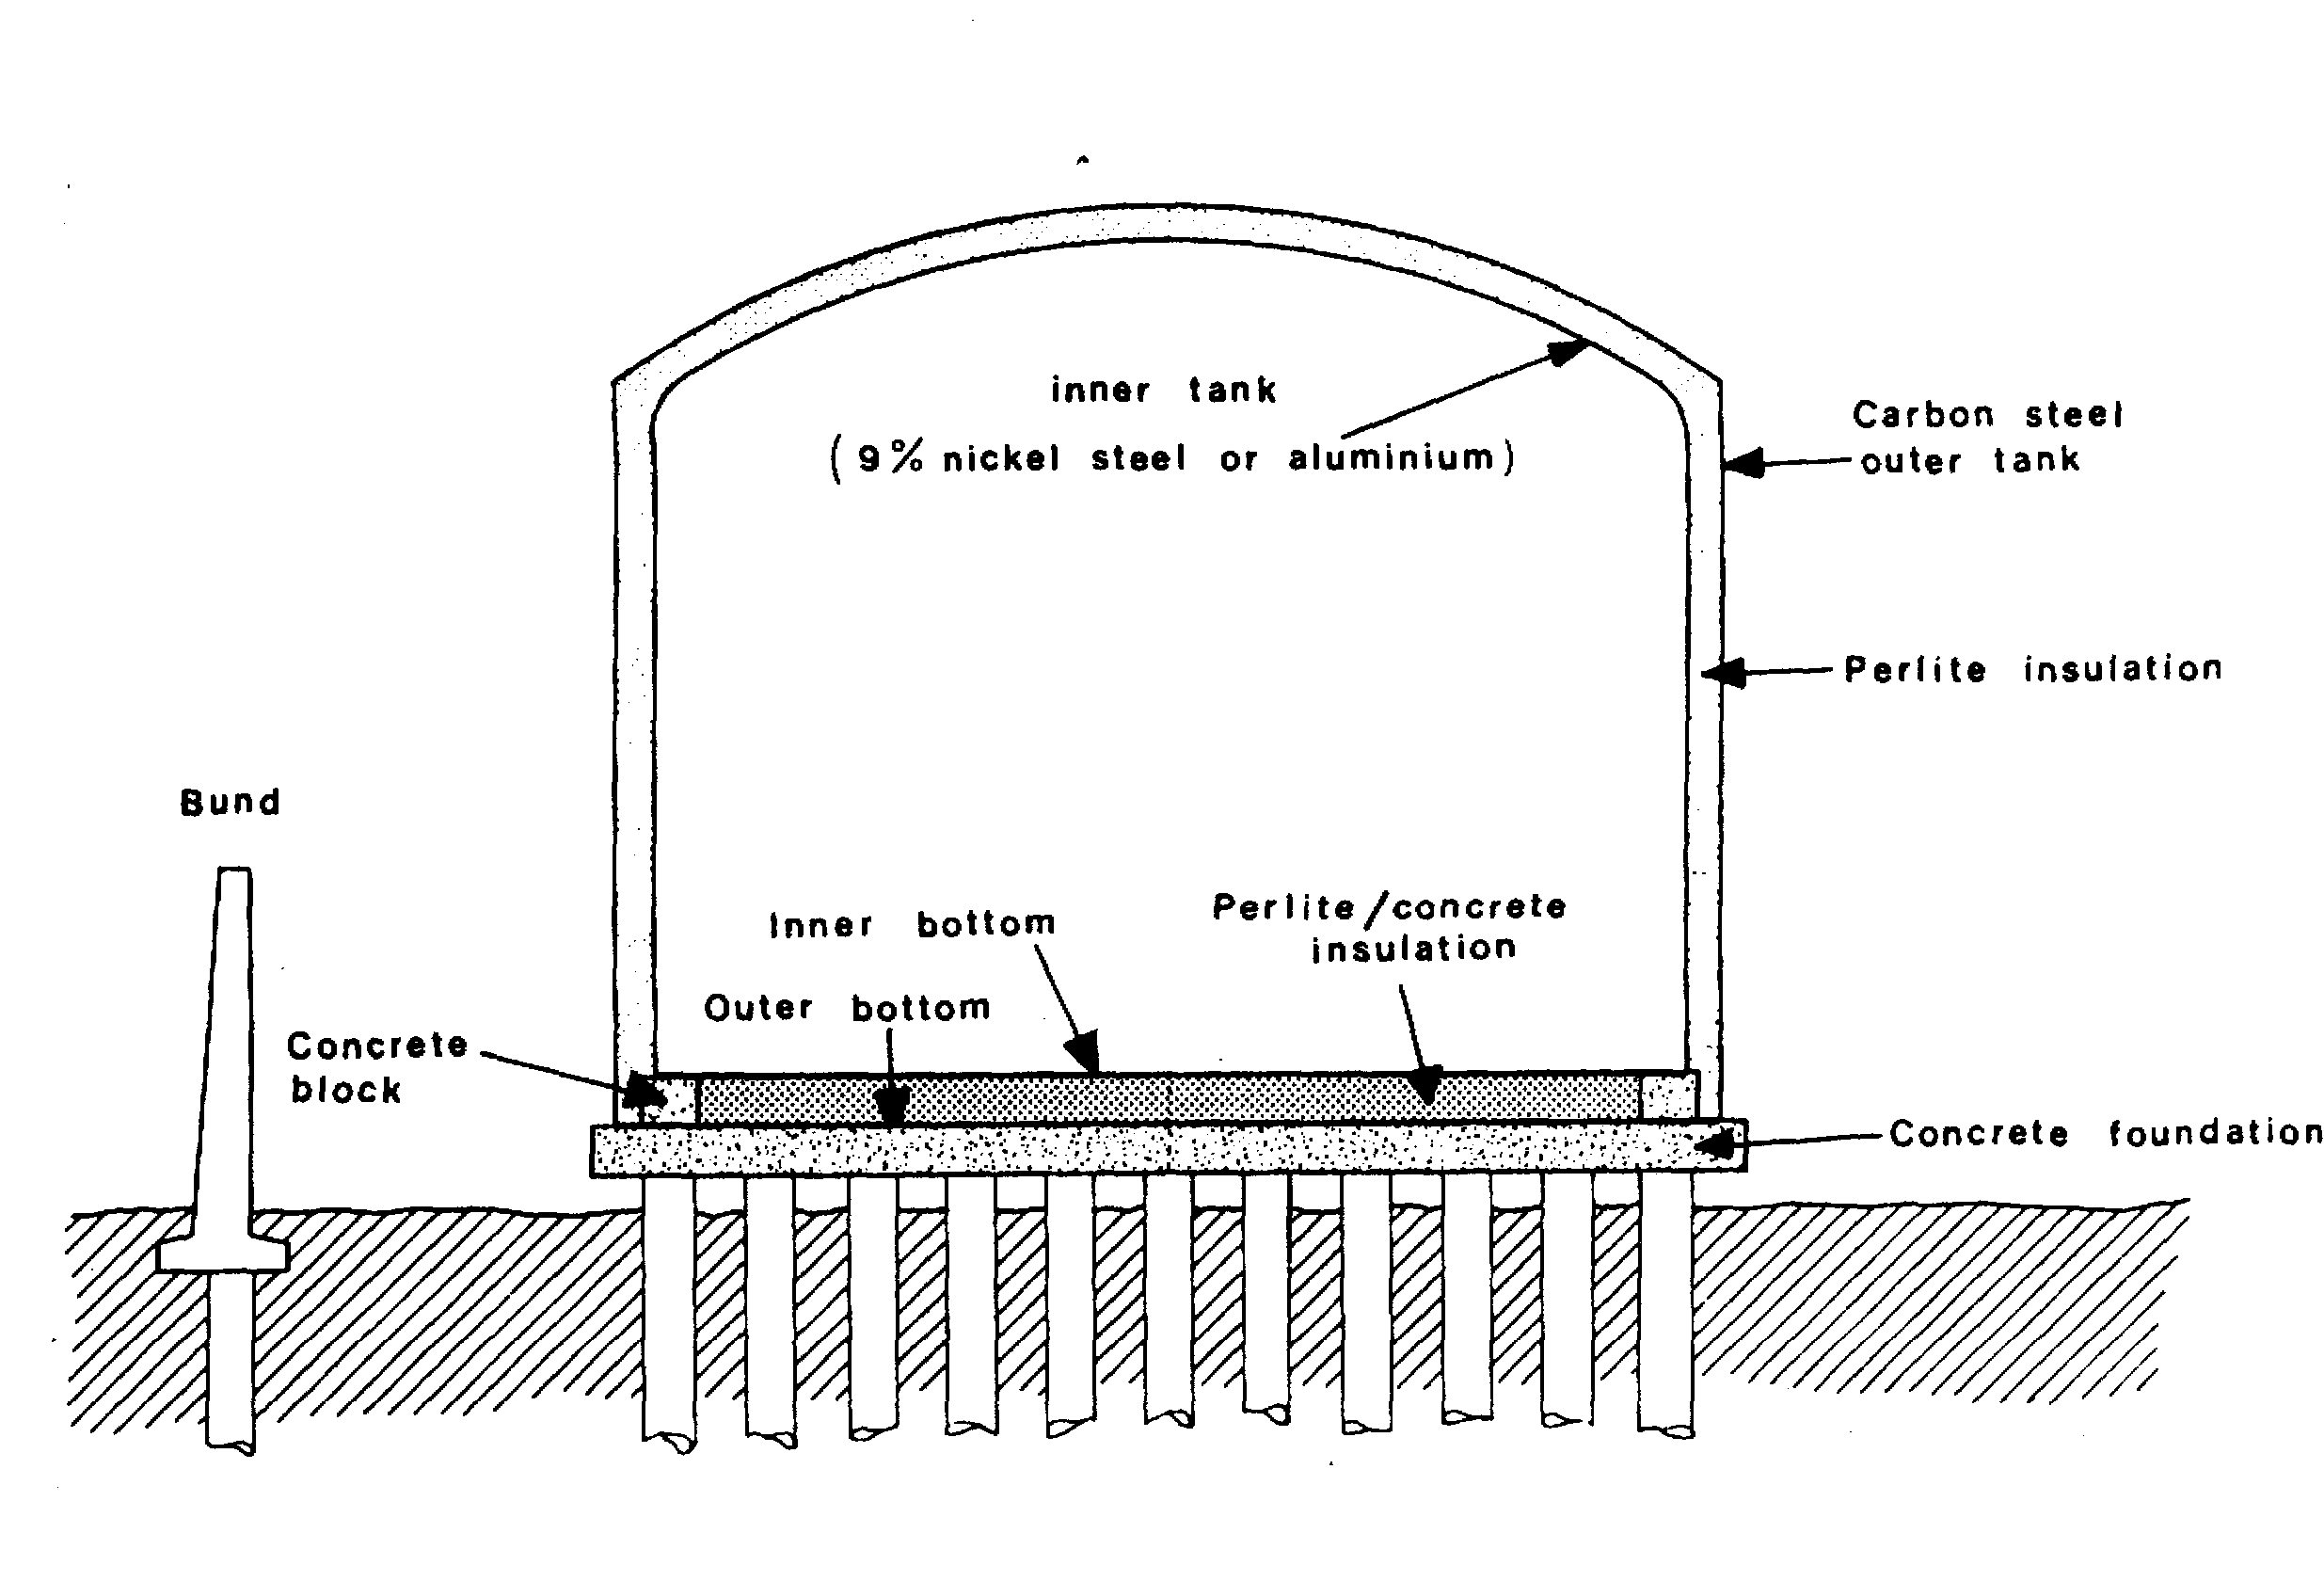 inner tank
(9% nickel steel or aluminium)
Carbon steel
outer tank
Perlite insulation
Bund
Inner bottom
Perlite/concrete
insulation
Outer bottom
Concrete
block
Concrete foundation